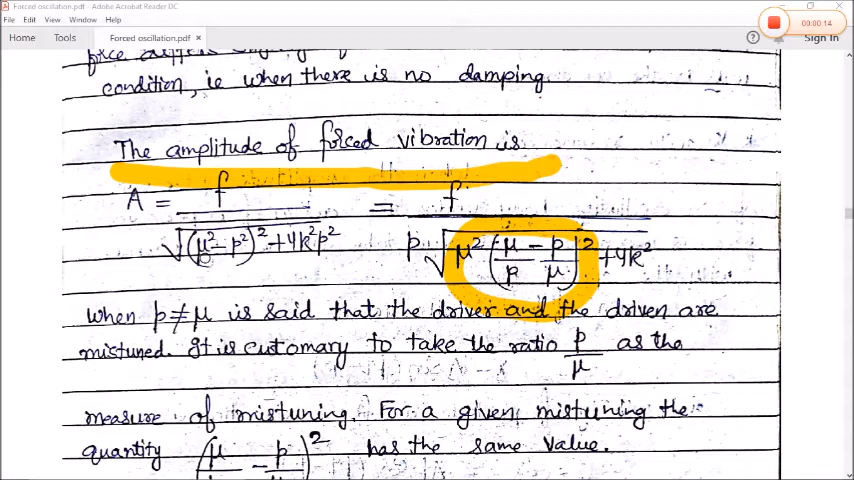 Forced oscillation.pdf - Adobe Acrobat Reader DC
File Edit View Window Help
00:00:14
Home Tools Forced oscillation.pdf × Sign In
force
condition, ie when there is no damping.
The amplitude of forced vibration is
A = f / √((μ² - p²)² + 4k²p²) = f / p√(μ²(μ/p - p/μ)² + 4k²)
When p ≠ μ is said that the driver and the driven are
mistuned. It is customary to take the ratio p/μ as the
measure of mistuning. For a given mistuning the
quantity (μ/ - p/μ)² has the same value.